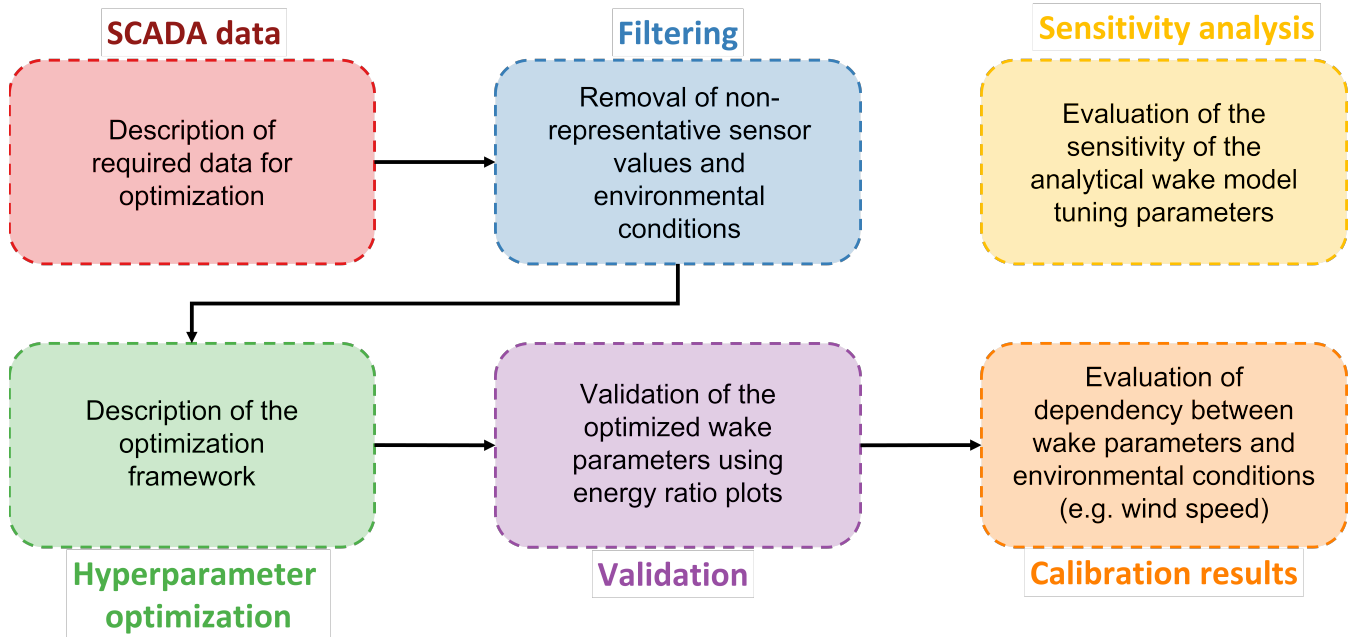 SCADA data
Description of
required data for
optimization
Filtering
Removal of non-
representative sensor
values and
environmental
conditions
Sensitivity analysis
Evaluation of the
sensitivity of the
analytical wake model
tuning parameters
Description of the
optimization
framework
Hyperparameter
optimization
Validation of the
optimized wake
parameters using
energy ratio plots
Validation
Evaluation of
dependency between
wake parameters and
environmental conditions
(e.g. wind speed)
Calibration results